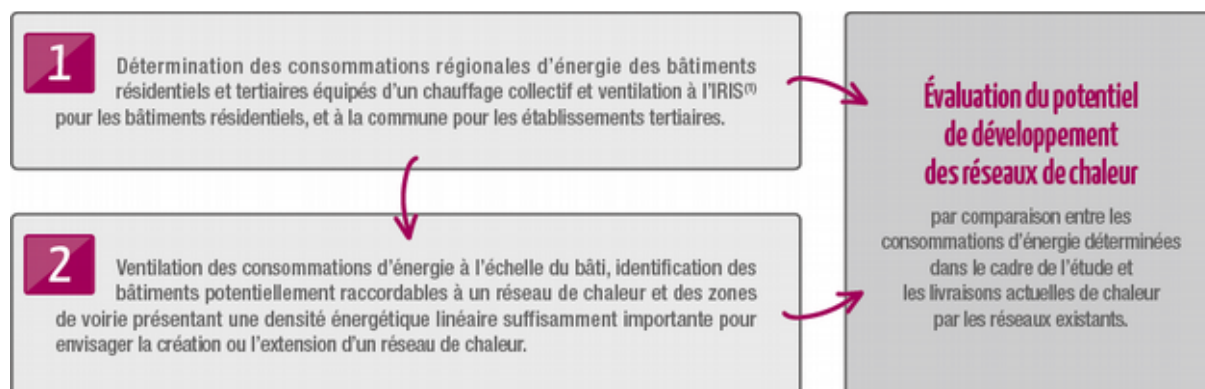 1
Détermination des consommations régionales d'énergie des bâtiments
résidentiels et tertiaires équipés d'un chauffage collectif et ventilation à l'IRIS(1)
pour les bâtiments résidentiels, et à la commune pour les établissements tertiaires.
2
Ventilation des consommations d'énergie à l'échelle du bâti, identification des
bâtiments potentiellement raccordables à un réseau de chaleur et des zones
de voirie présentant une densité énergétique linéaire suffisamment importante pour
envisager la création ou l'extension d'un réseau de chaleur.
Évaluation du potentiel
de développement
des réseaux de chaleur
par comparaison entre les
consommations d'énergie déterminées
dans le cadre de l'étude et
les livraisons actuelles de chaleur
par les réseaux existants.